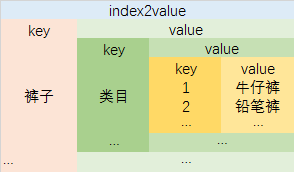 index2value
key value
key value
裤子 类目 key value
1 牛仔裤
2 铅笔裤
... ...
... ...
... ...